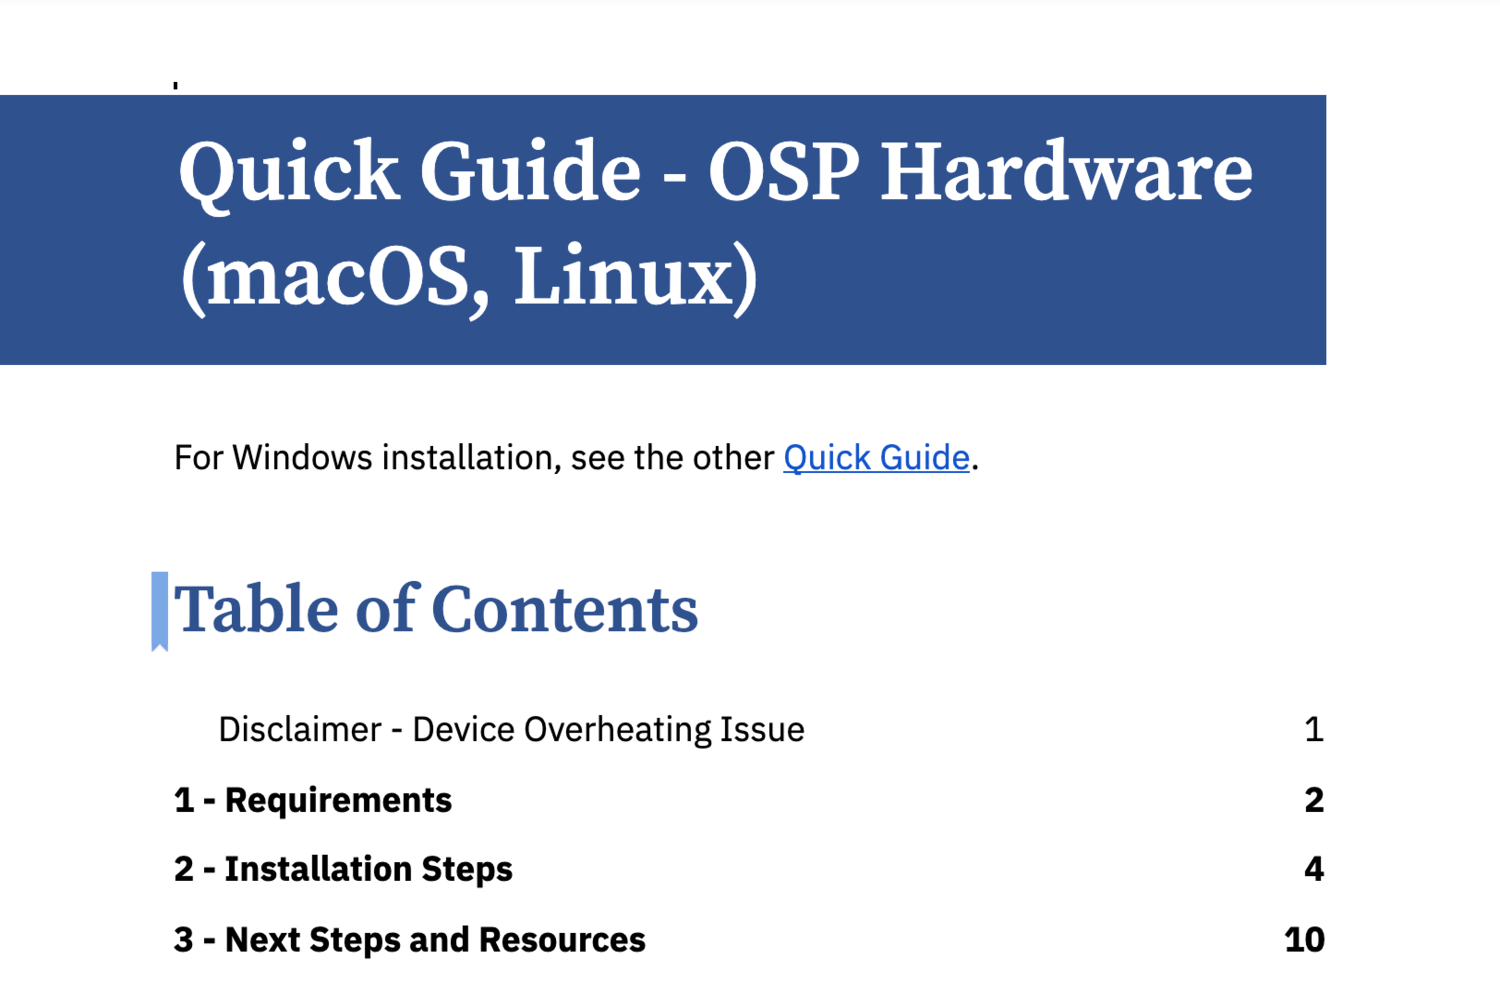 Quick Guide - OSP Hardware
(macOS, Linux)
For Windows installation, see the other Quick Guide.
Table of Contents
Disclaimer - Device Overheating Issue 1
1 - Requirements 2
2 - Installation Steps 4
3 - Next Steps and Resources 10